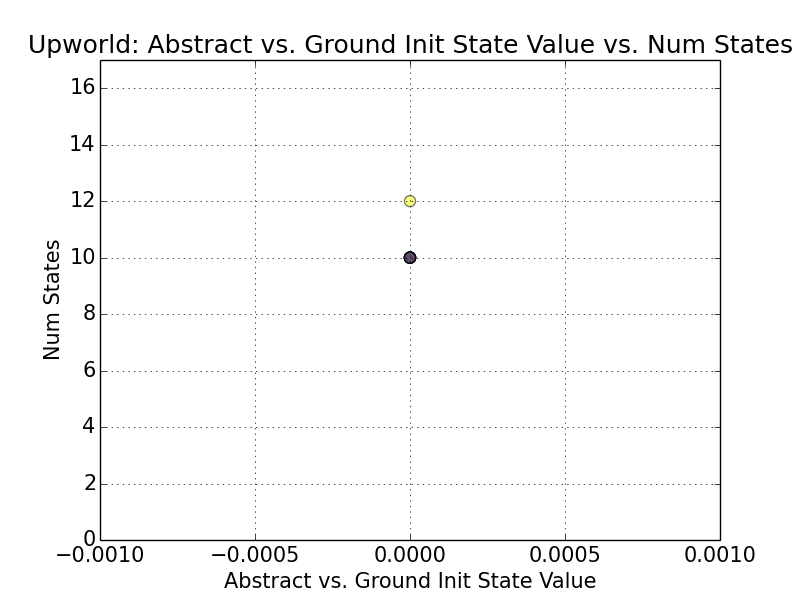 Upworld: Abstract vs. Ground Init State Value vs. Num States
16
14
12
10
8
6
4
2
0
Num States
−0.0010 −0.0005 0.0000 0.0005 0.0010
Abstract vs. Ground Init State Value